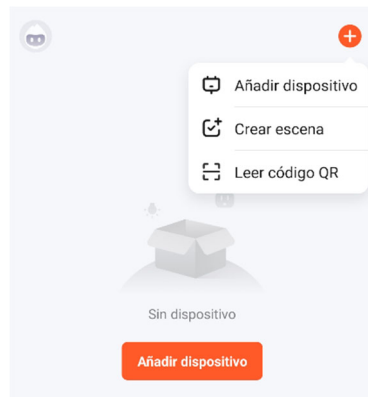 Añadir dispositivo
Crear escena
Leer código QR
Sin dispositivo
Añadir dispositivo